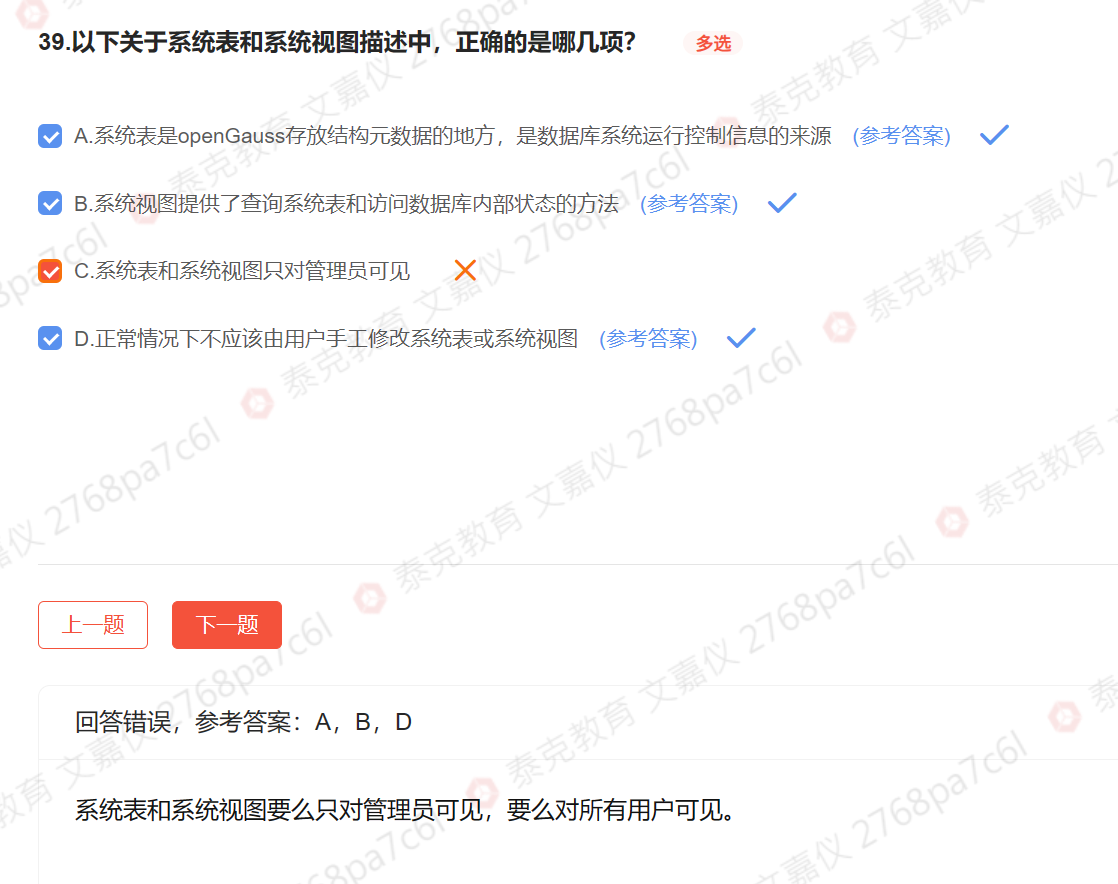 39.以下关于系统表和系统视图描述中，正确的是哪几项？ 多选
A.系统表是openGauss存放结构元数据的地方，是数据库系统运行控制信息的来源 (参考答案)
B.系统视图提供了查询系统表和访问数据库内部状态的方法 (参考答案)
C.系统表和系统视图只对管理员可见
D.正常情况下不应该由用户手工修改系统表或系统视图 (参考答案)
上一题 下一题
回答错误，参考答案：A，B，D
系统表和系统视图要么只对管理员可见，要么对所有用户可见。
泰克教育 文嘉仪 2768pa7c6l